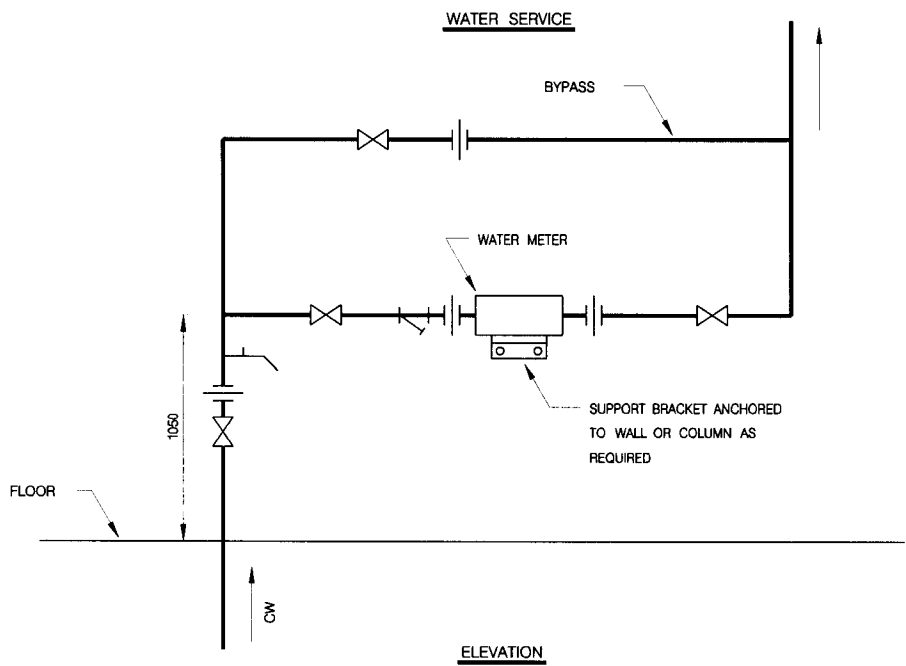 WATER SERVICE
BYPASS
WATER METER
SUPPORT BRACKET ANCHORED
TO WALL OR COLUMN AS
REQUIRED
1050
FLOOR
CW
ELEVATION